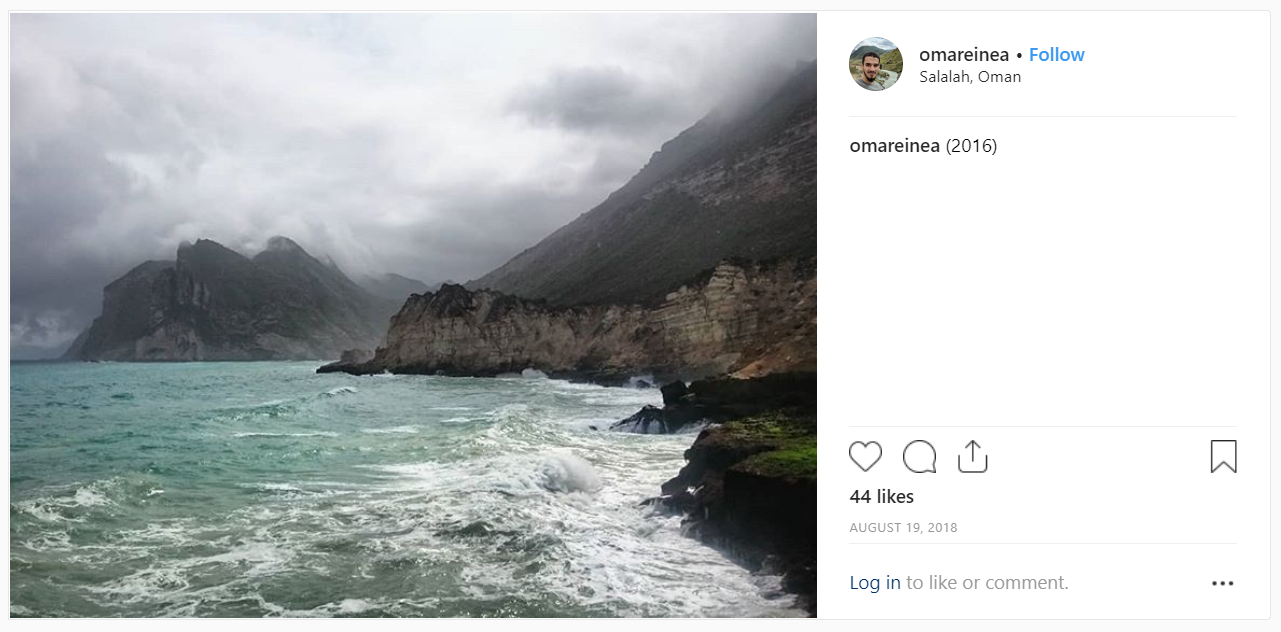 omareinea • Follow
Salalah, Oman
omareinea (2016)
44 likes
AUGUST 19, 2018
Log in to like or comment.